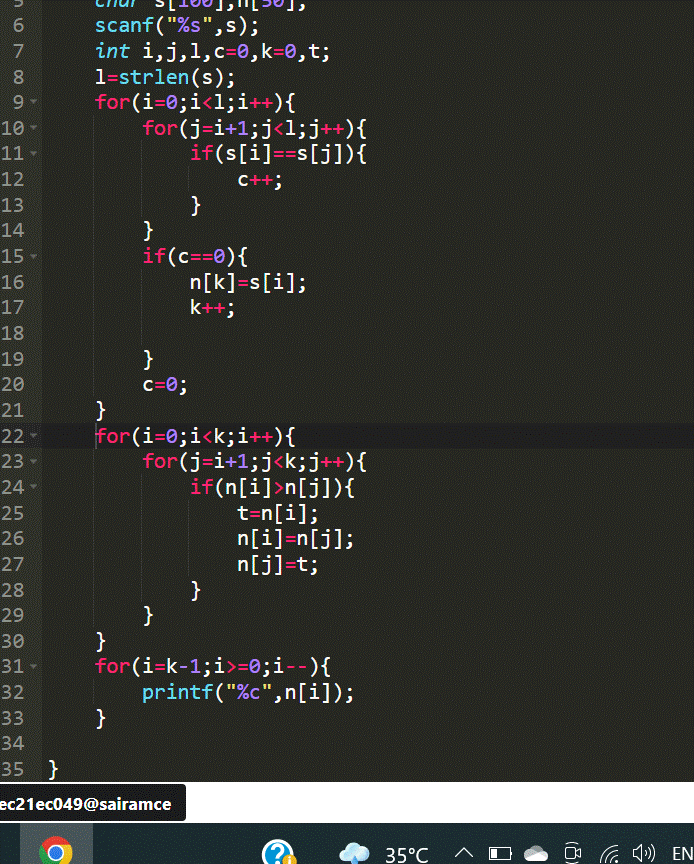 5 char s[100],n[50];
6 scanf("%s",s);
7 int i,j,l,c=0,k=0,t;
8 l=strlen(s);
9 for(i=0;i<l;i++){
10 for(j=i+1;j<l;j++){
11 if(s[i]==s[j]){
12 c++;
13 }
14 }
15 if(c==0){
16 n[k]=s[i];
17 k++;
18
19 }
20 c=0;
21 }
22 for(i=0;i<k;i++){
23 for(j=i+1;j<k;j++){
24 if(n[i]>n[j]){
25 t=n[i];
26 n[i]=n[j];
27 n[j]=t;
28 }
29 }
30 }
31 for(i=k-1;i>=0;i--){
32 printf("%c",n[i]);
33 }
34
35 }
ec21ec049@sairamce
35°C EN